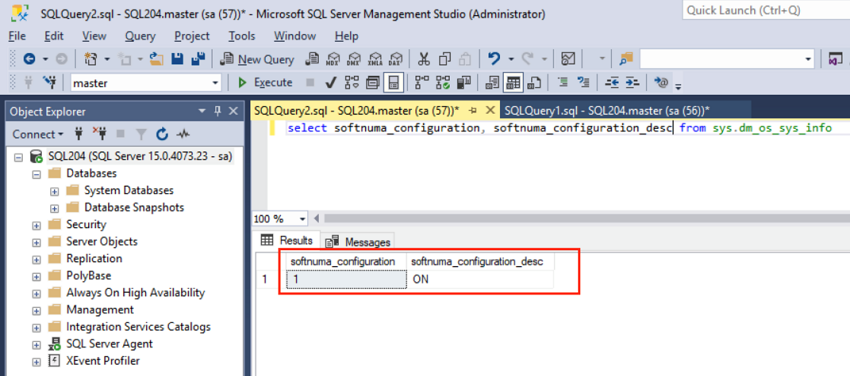 SQLQuery2.sql - SQL204.master (sa (57))* - Microsoft SQL Server Management Studio (Administrator)
Quick Launch (Ctrl+Q)
File Edit View Query Project Tools Window Help
New Query
MDX DMX XMLA DAX
master
Execute
Object Explorer
SQLQuery2.sql - SQL204.master (sa (57))*
SQLQuery1.sql - SQL204.master (sa (56))*
select softnuma_configuration, softnuma_configuration_desc from sys.dm_os_sys_info
Connect
SQL204 (SQL Server 15.0.4073.23 - sa)
Databases
System Databases
Database Snapshots
Security
Server Objects
Replication
PolyBase
Always On High Availability
Management
Integration Services Catalogs
SQL Server Agent
XEvent Profiler
100 %
Results Messages
softnuma_configuration softnuma_configuration_desc
1 1 ON